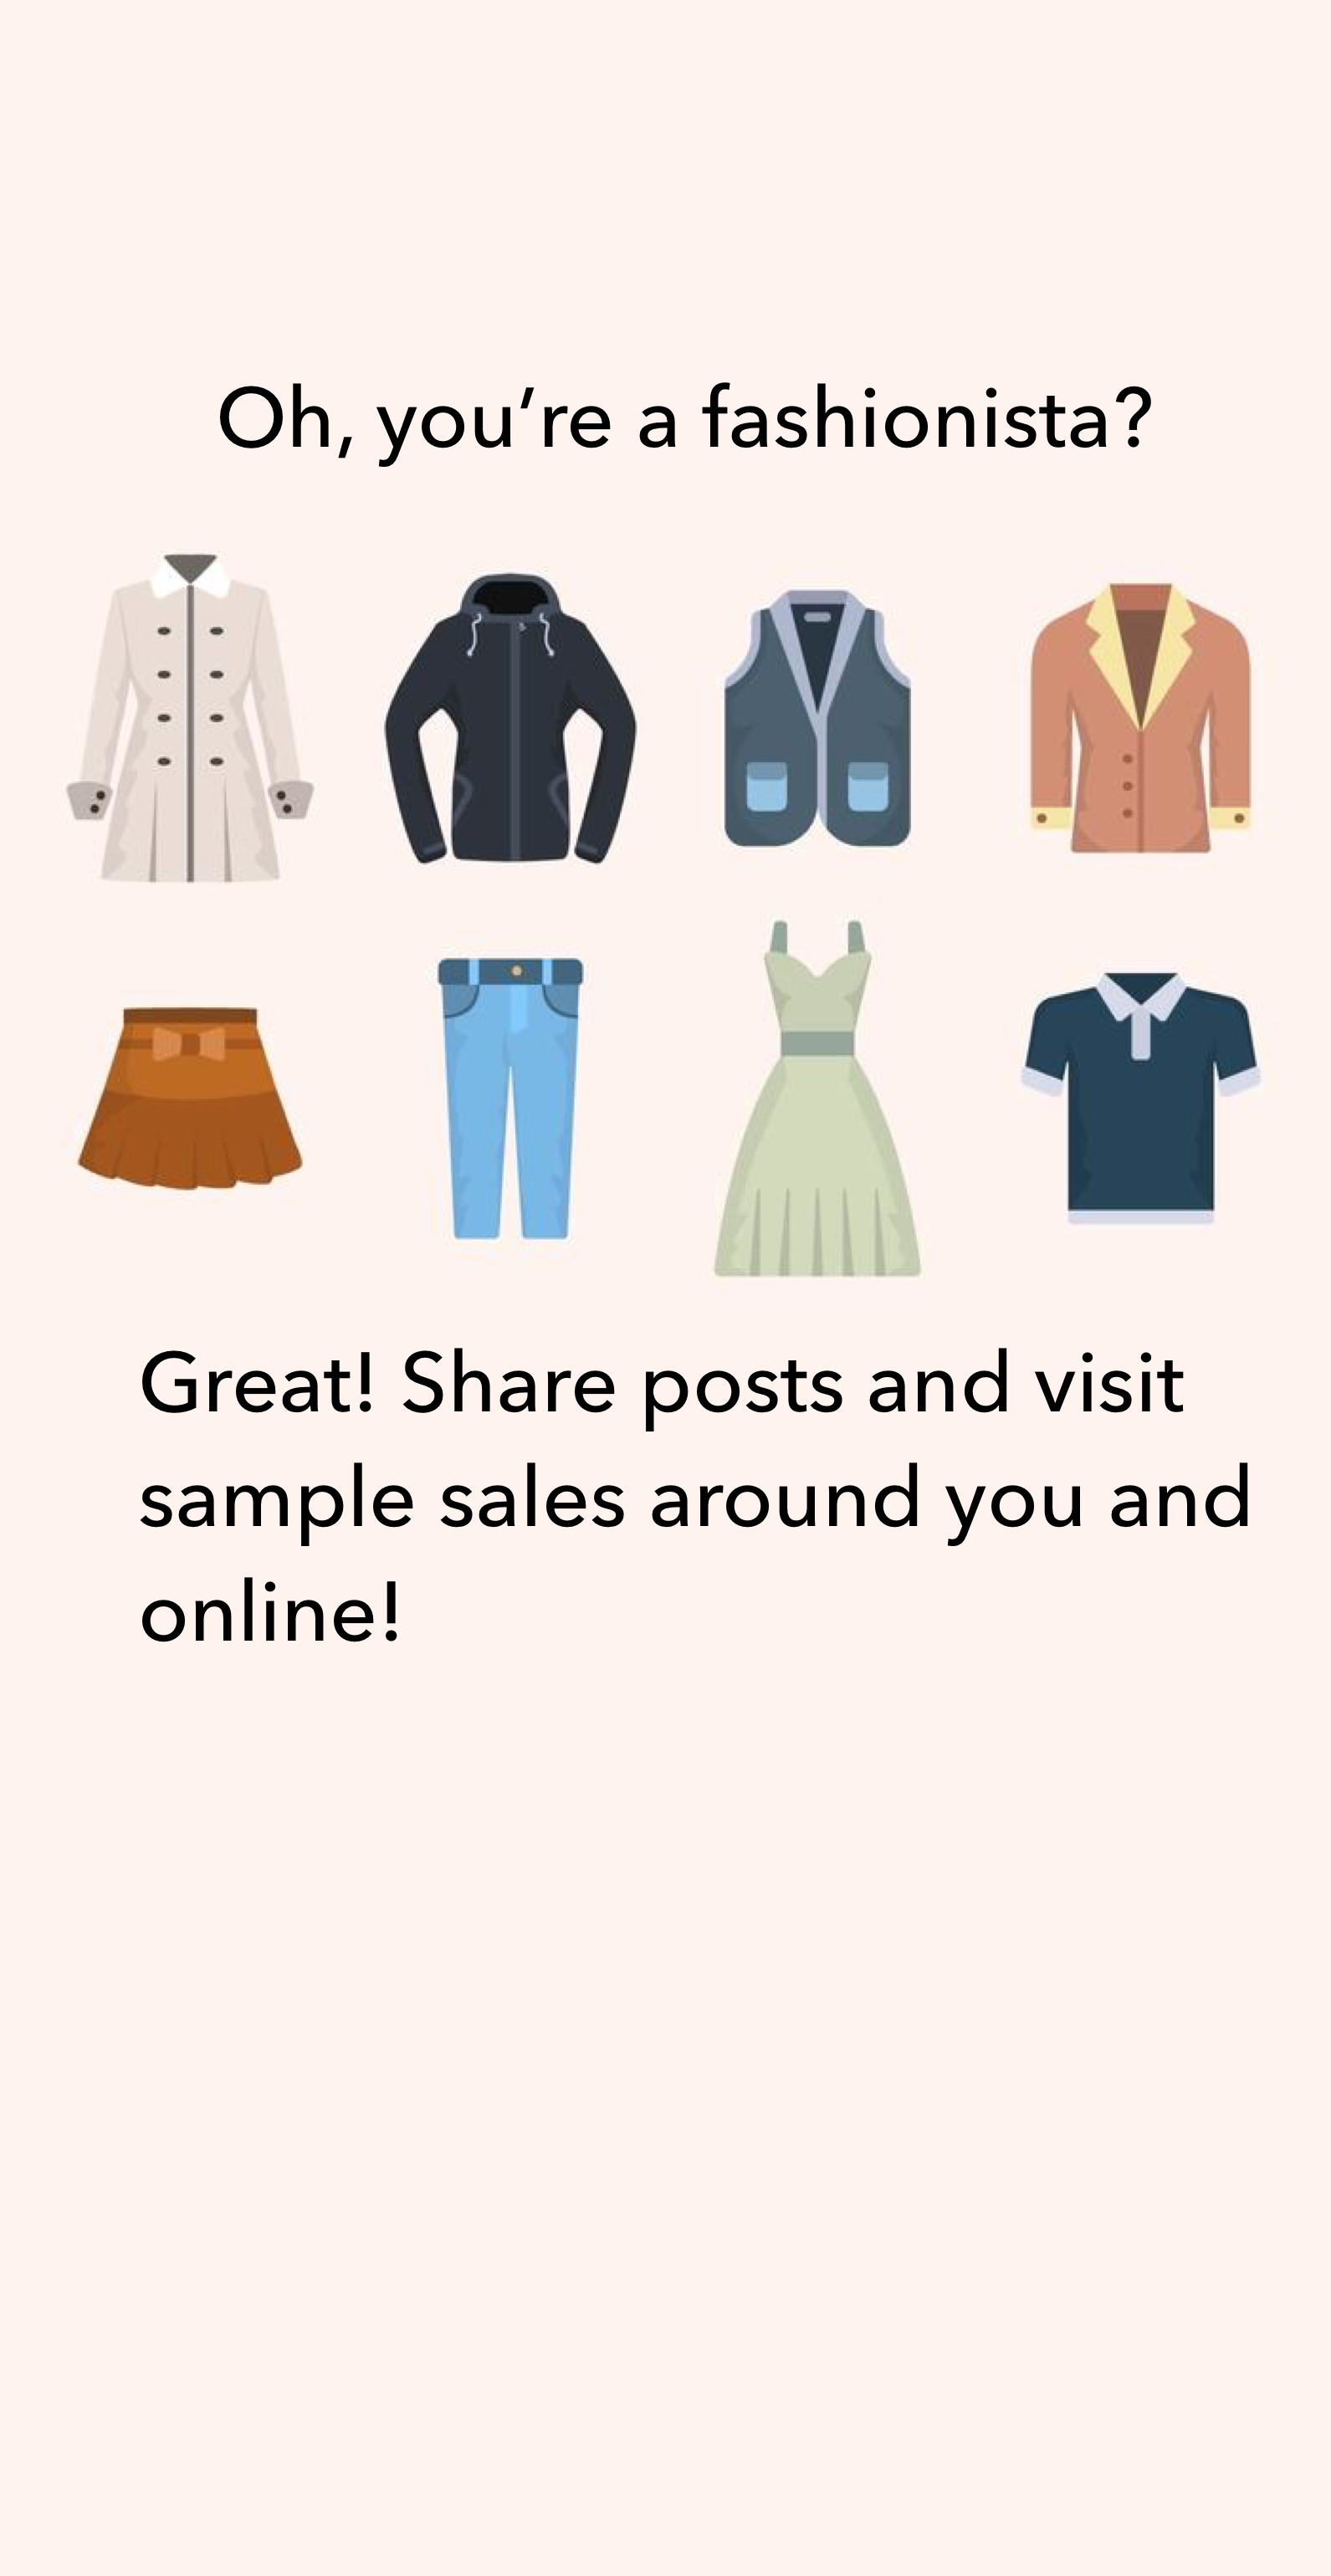 Oh, you’re a fashionista?
Great! Share posts and visit
sample sales around you and
online!